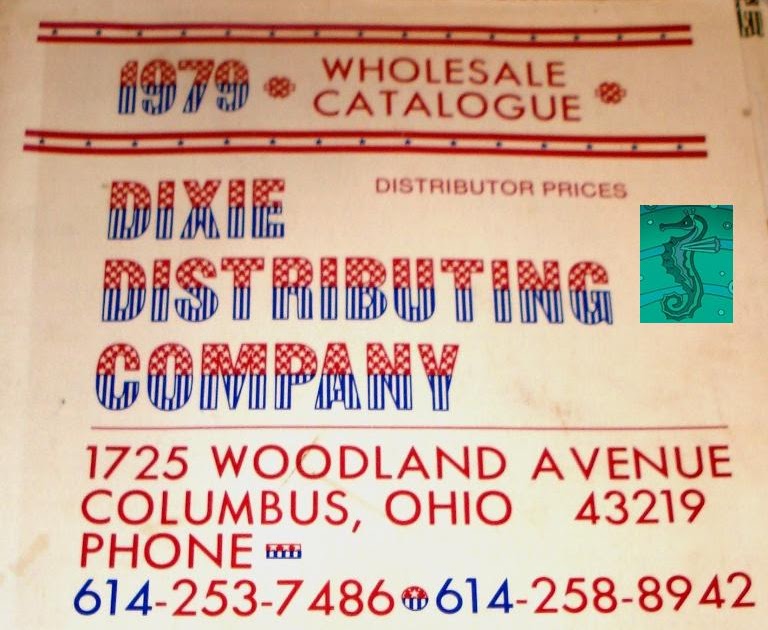 1979 WHOLESALE
CATALOGUE
DISTRIBUTOR PRICES
DIXIE
DISTRIBUTING
COMPANY
1725 WOODLAND AVENUE
COLUMBUS, OHIO 43219
PHONE
614-253-7486 614-258-8942